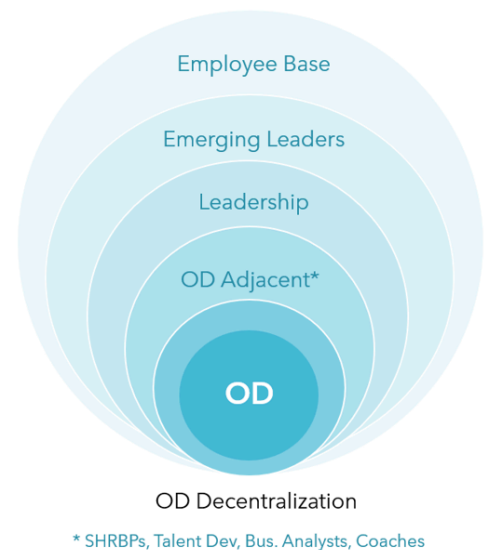 Employee Base
Emerging Leaders
Leadership
OD Adjacent*
OD
OD Decentralization
* SHRBPs, Talent Dev, Bus. Analysts, Coaches